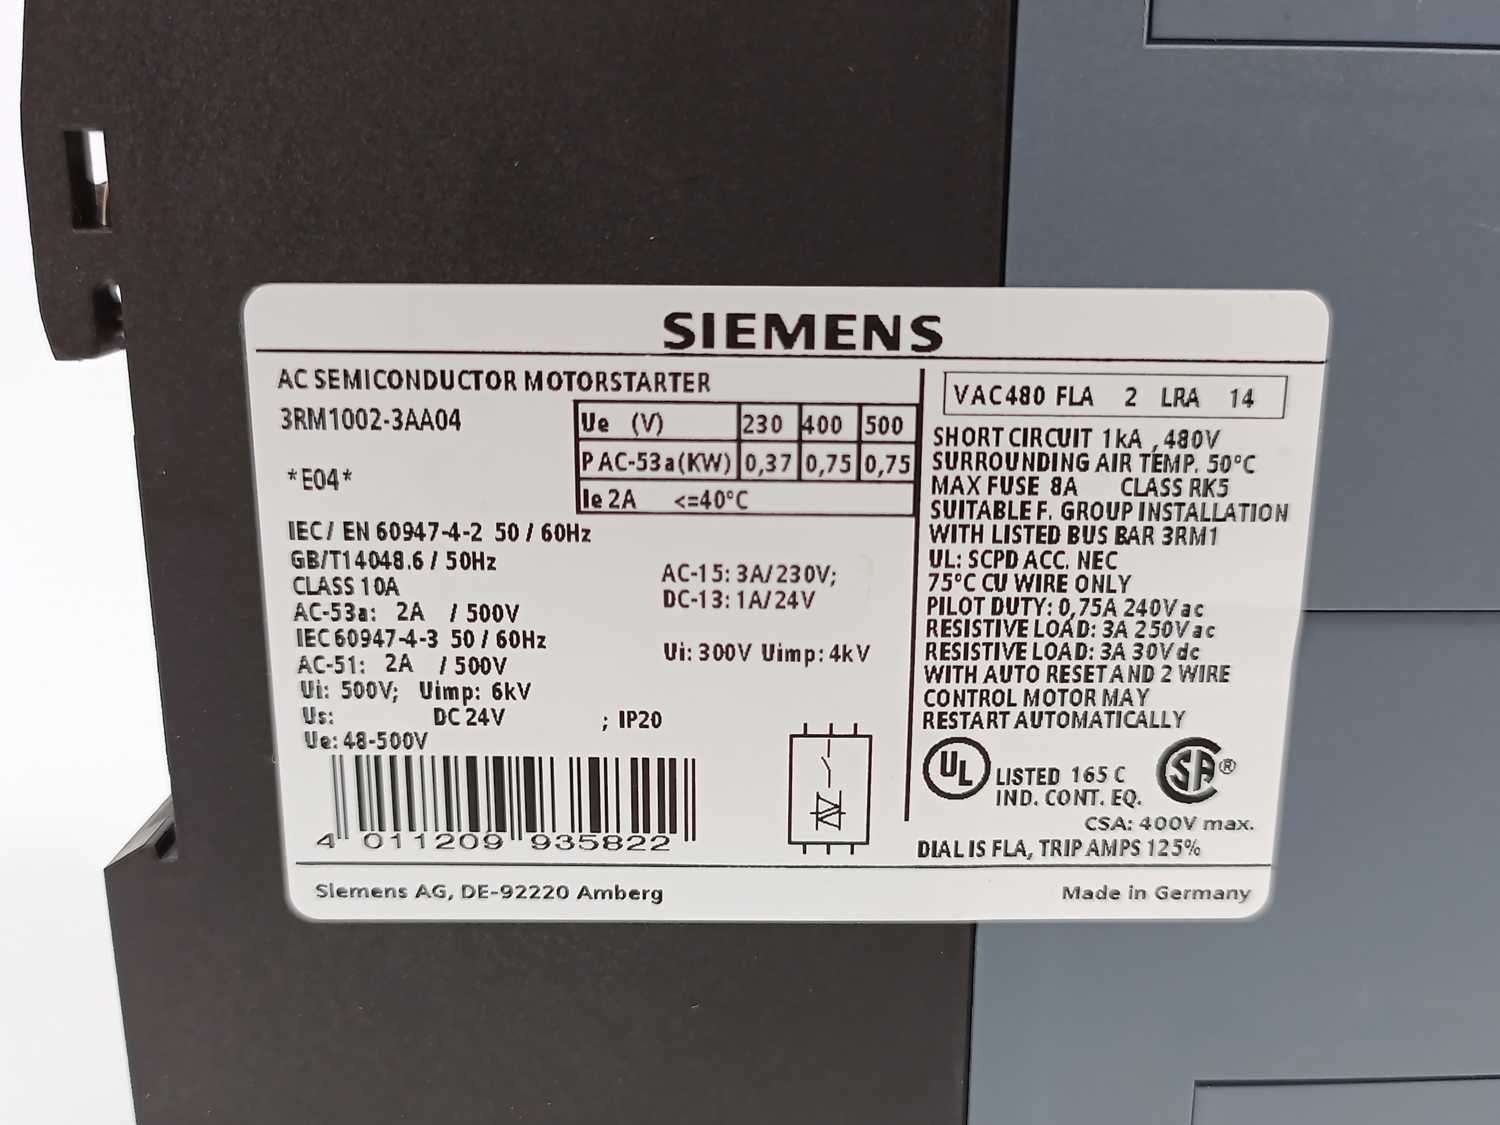 SIEMENS
AC SEMICONDUCTOR MOTORSTARTER
3RM1002-3AA04
*E04*
Ue (V) 230 400 500
P AC-53a(KW) 0,37 0,75 0,75
Ie 2A <=40°C
IEC/ EN 60947-4-2 50 / 60Hz
GB/T14048.6 / 50Hz
CLASS 10A
AC-53a: 2A / 500V
IEC 60947-4-3 50 / 60Hz
AC-51: 2A / 500V
Ui: 500V; Uimp: 6kV
Us: DC 24V ; IP20
Ue: 48-500V
AC-15: 3A/230V;
DC-13: 1A/24V
Ui: 300V Uimp: 4kV
4 011209 935822
VAC480 FLA 2 LRA 14
SHORT CIRCUIT 1kA , 480V
SURROUNDING AIR TEMP. 50°C
MAX FUSE 8A CLASS RK5
SUITABLE F. GROUP INSTALLATION
WITH LISTED BUS BAR 3RM1
UL: SCPD ACC. NEC
75°C CU WIRE ONLY
PILOT DUTY: 0,75A 240V ac
RESISTIVE LOAD: 3A 250V ac
RESISTIVE LOAD: 3A 30V dc
WITH AUTO RESET AND 2 WIRE
CONTROL MOTOR MAY
RESTART AUTOMATICALLY
UL LISTED 165 C
IND. CONT. EQ.
SA ®
CSA: 400V max.
DIAL IS FLA, TRIP AMPS 125%
Siemens AG, DE-92220 Amberg
Made in Germany